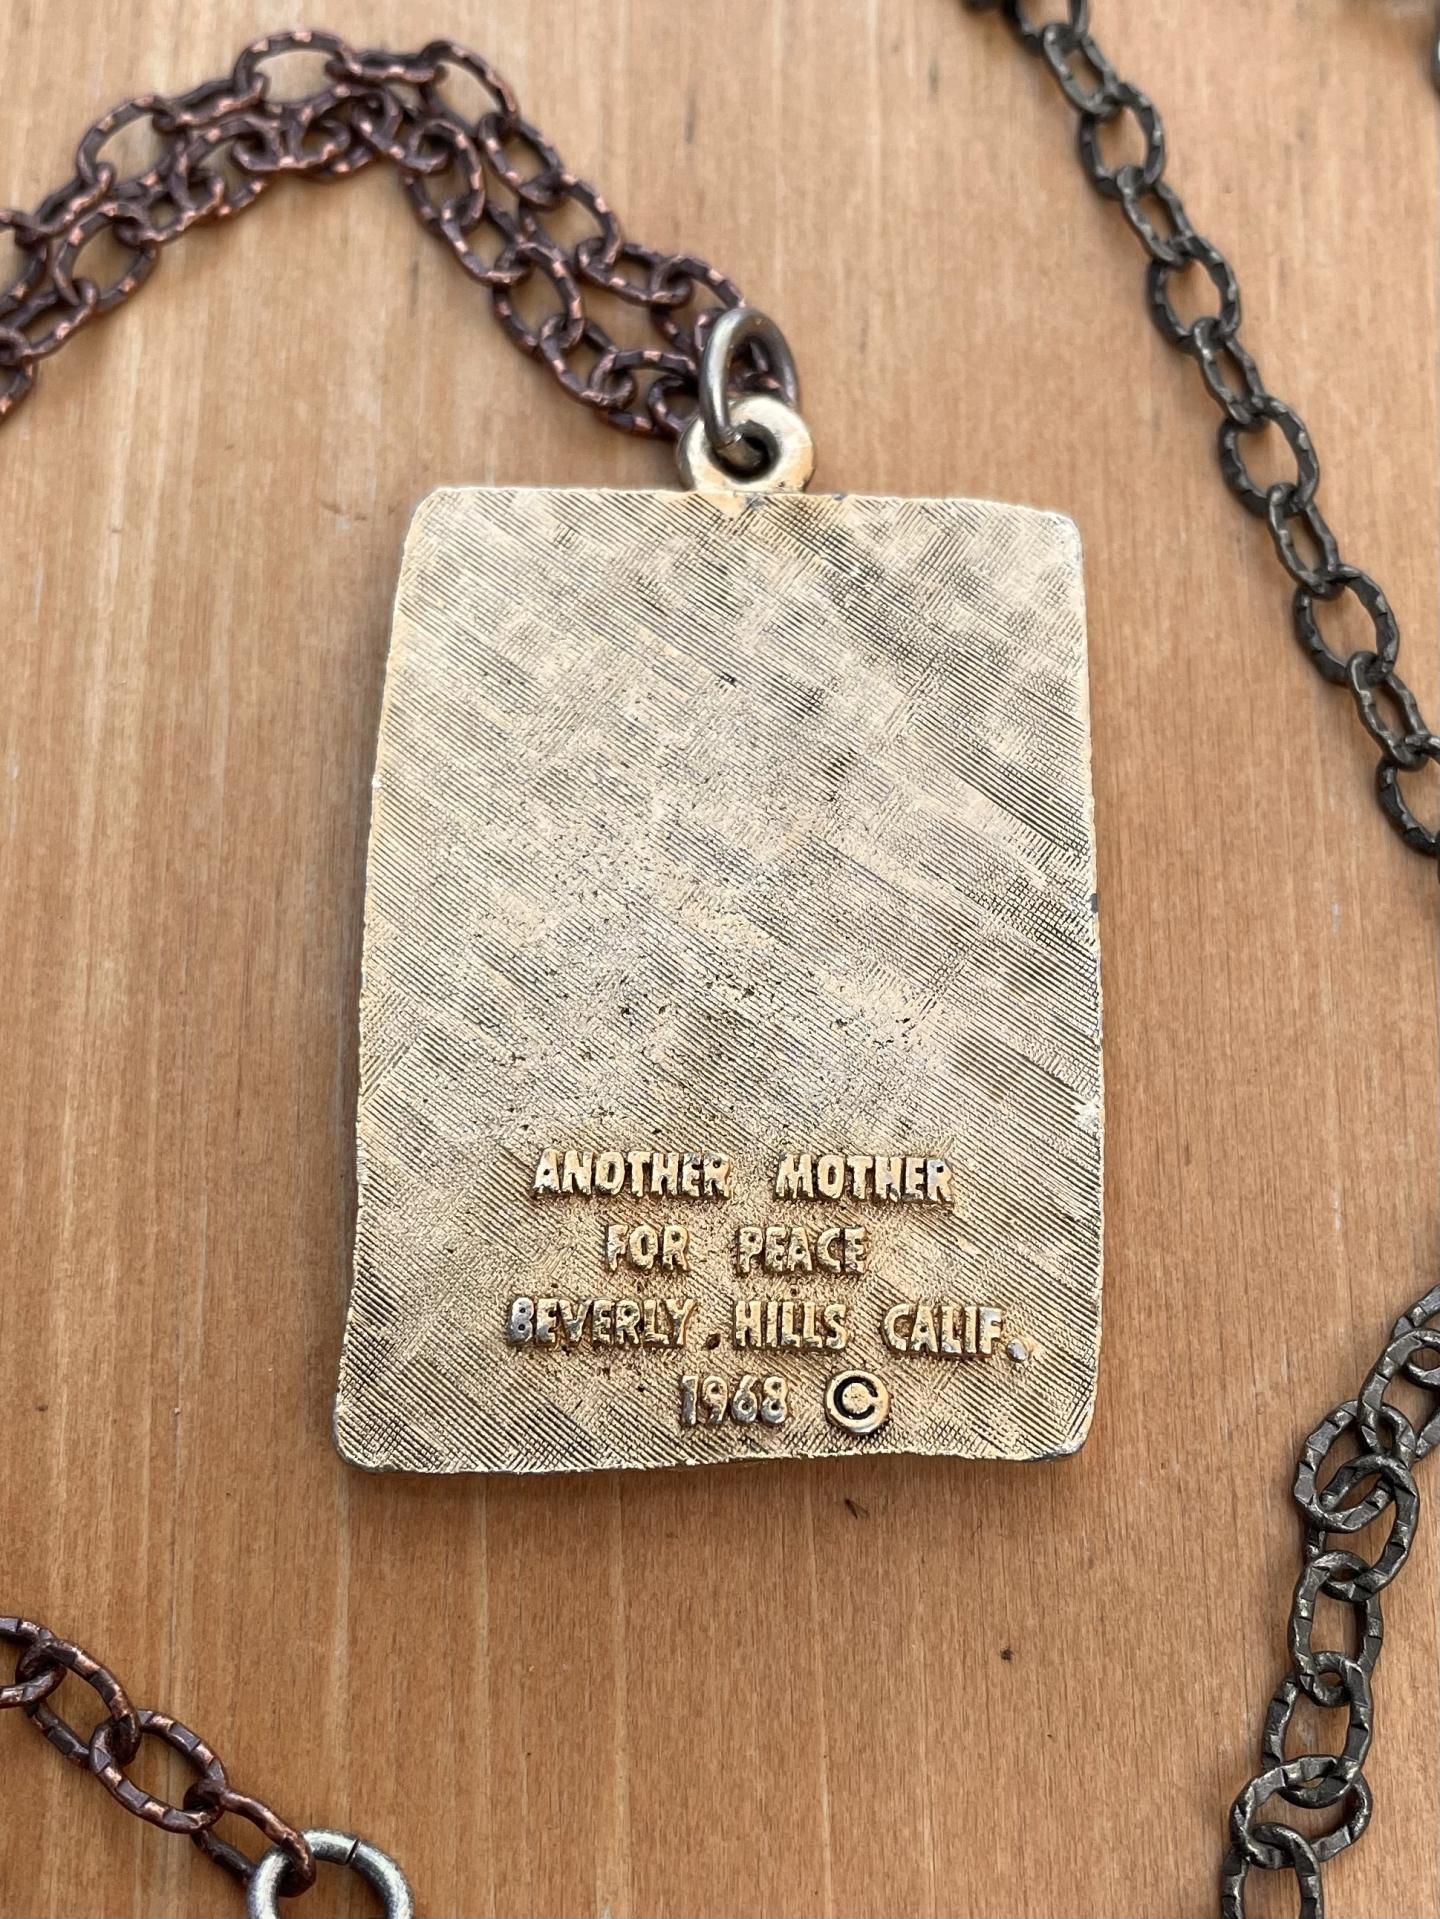 ANOTHER MOTHER
FOR PEACE
BEVERLY, HILLS CALIF.
1968 ©